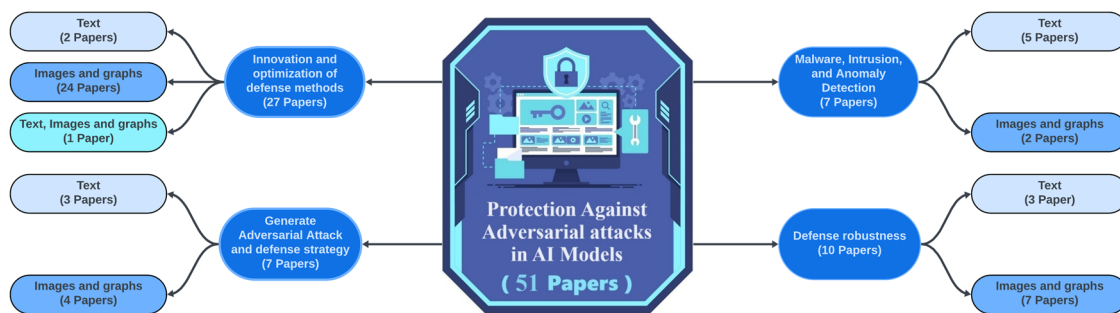 Text
(2 Papers)
Images and graphs
(24 Papers)
Text, Images and graphs
(1 Paper)
Innovation and
optimization of
defense methods
(27 Papers)
Text
(3 Papers)
Images and graphs
(4 Papers)
Generate
Adversarial Attack
and defense strategy
(7 Papers)
Protection Against
Adversarial attacks
in AI Models
( 51 Papers )
Malware, Intrusion,
and Anomaly
Detection
(7 Papers)
Text
(5 Papers)
Images and graphs
(2 Papers)
Defense robustness
(10 Papers)
Text
(3 Paper)
Images and graphs
(7 Papers)